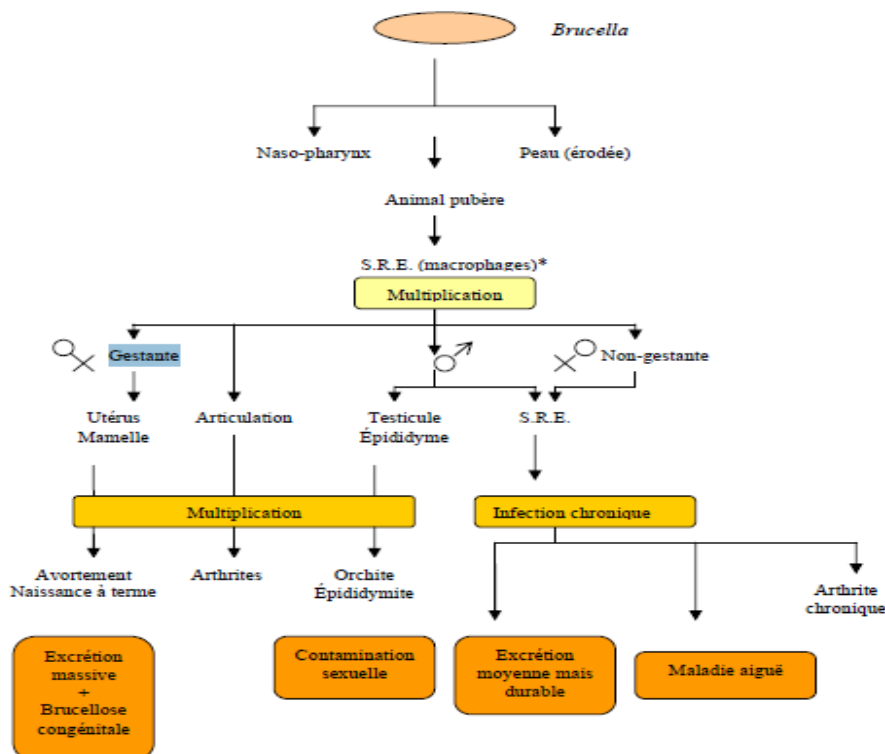 Brucella
Naso-pharynx
Peau (érodée)
Animal pubère
S.R.E. (macrophages)*
Multiplication
Gestante
Non-gestante
Utérus
Mamelle
Articulation
Testicule
Épididyme
S.R.E.
Multiplication
Infection chronique
Avortement
Naissance à terme
Arthrites
Orchite
Épididymite
Arthrite
chronique
Excrétion
massive
+
Brucellose
congénitale
Contamination
sexuelle
Excrétion
moyenne mais
durable
Maladie aiguë